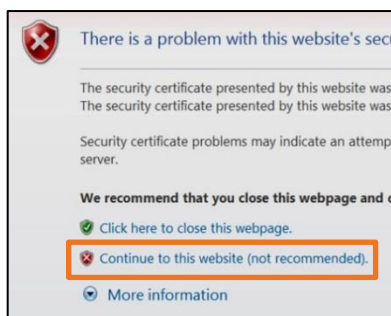 There is a problem with this website's
The security certificate presented by this website was
The security certificate presented by this website was
Security certificate problems may indicate an
server.
We recommend that you close this webpage and
Click here to close this webpage.
Continue to this website (not recommended).
More information